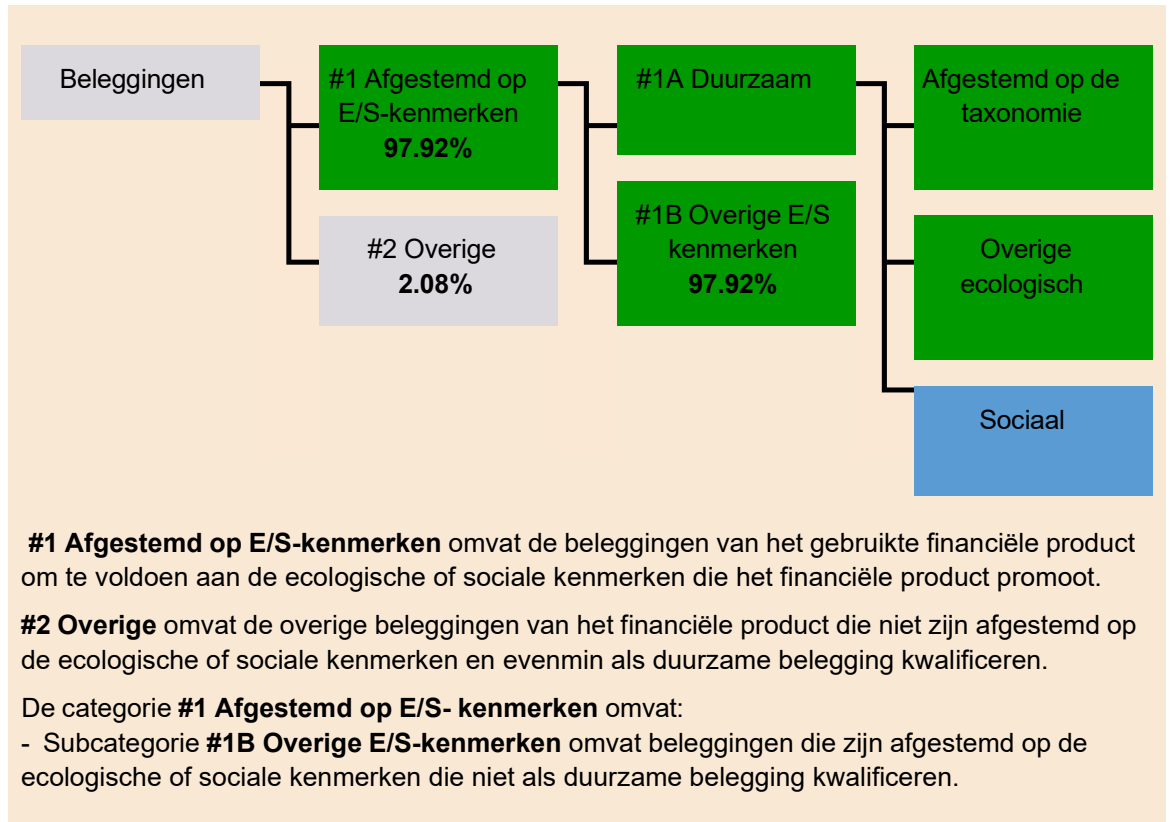 Beleggingen
#1 Afgestemd op
E/S-kenmerken
97.92%
#1A Duurzaam
Afgestemd op de
taxonomie
#2 Overige
2.08%
#1B Overige E/S
kenmerken
97.92%
Overige
ecologisch
Sociaal
#1 Afgestemd op E/S-kenmerken omvat de beleggingen van het gebruikte financiële product
om te voldoen aan de ecologische of sociale kenmerken die het financiële product promoot.
#2 Overige omvat de overige beleggingen van het financiële product die niet zijn afgestemd op
de ecologische of sociale kenmerken en evenmin als duurzame belegging kwalificeren.
De categorie #1 Afgestemd op E/S- kenmerken omvat:
- Subcategorie #1B Overige E/S-kenmerken omvat beleggingen die zijn afgestemd op de
ecologische of sociale kenmerken die niet als duurzame belegging kwalificeren.